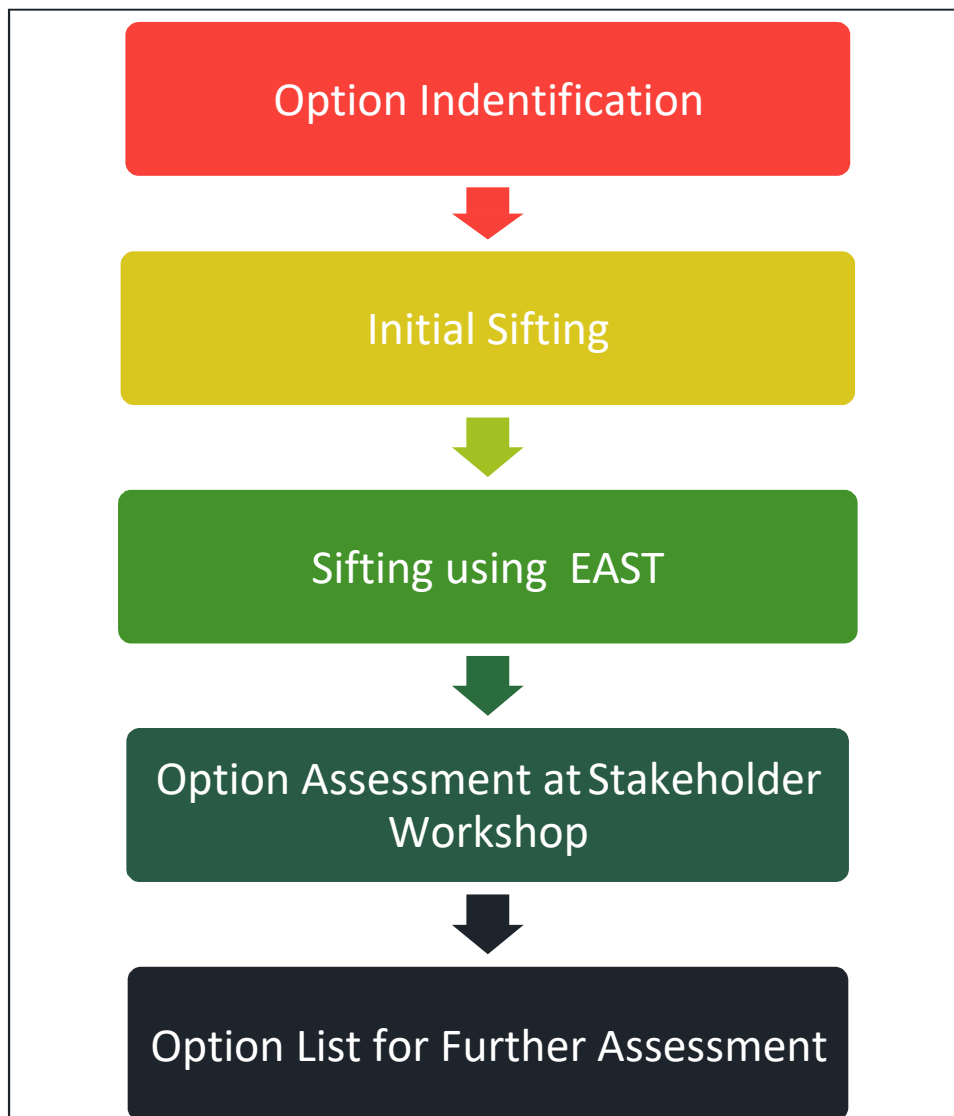 Option Indentification
Initial Sifting
Sifting using  EAST
Option Assessment at Stakeholder
Workshop
Option List for Further Assessment